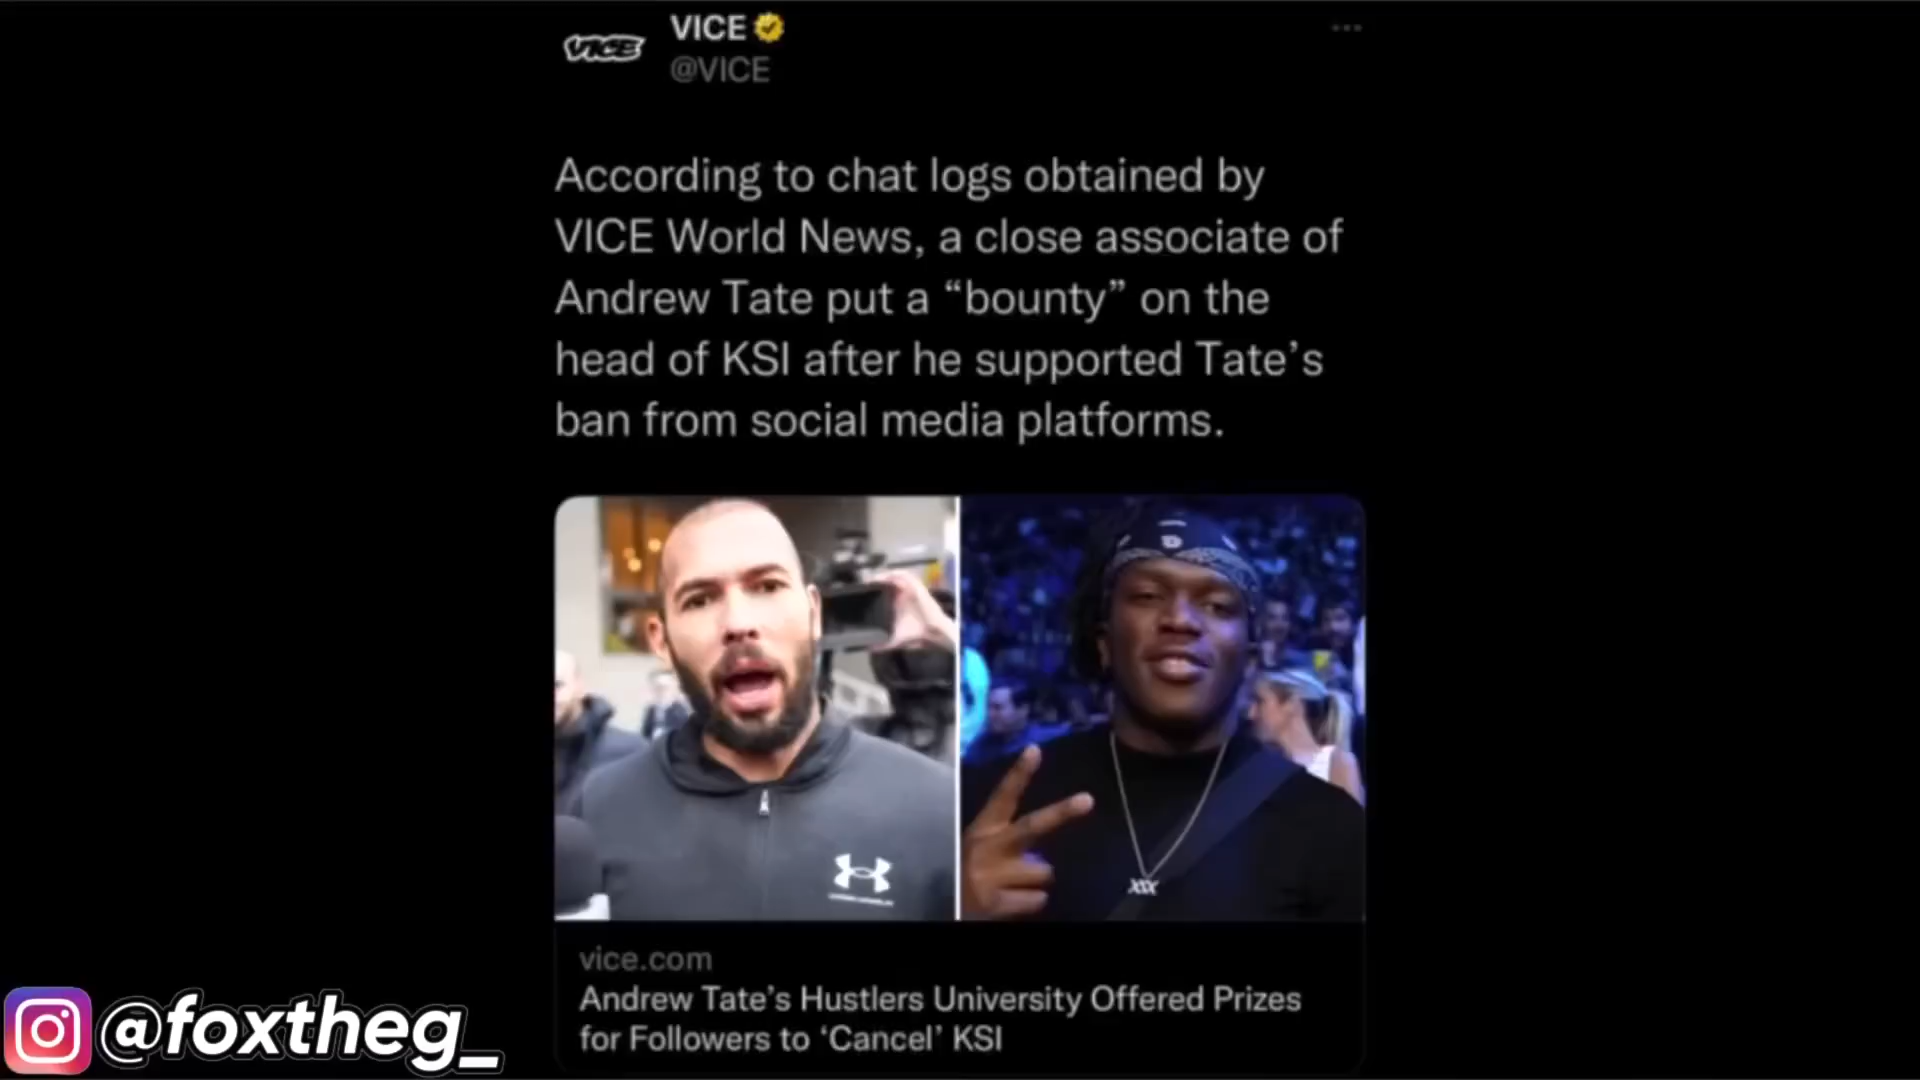 VICE
VICE
@VICE
According to chat logs obtained by
VICE World News, a close associate of
Andrew Tate put a “bounty” on the
head of KSI after he supported Tate’s
ban from social media platforms.
XIX
vice.com
Andrew Tate’s Hustlers University Offered Prizes
for Followers to ‘Cancel’ KSI
@foxtheg_